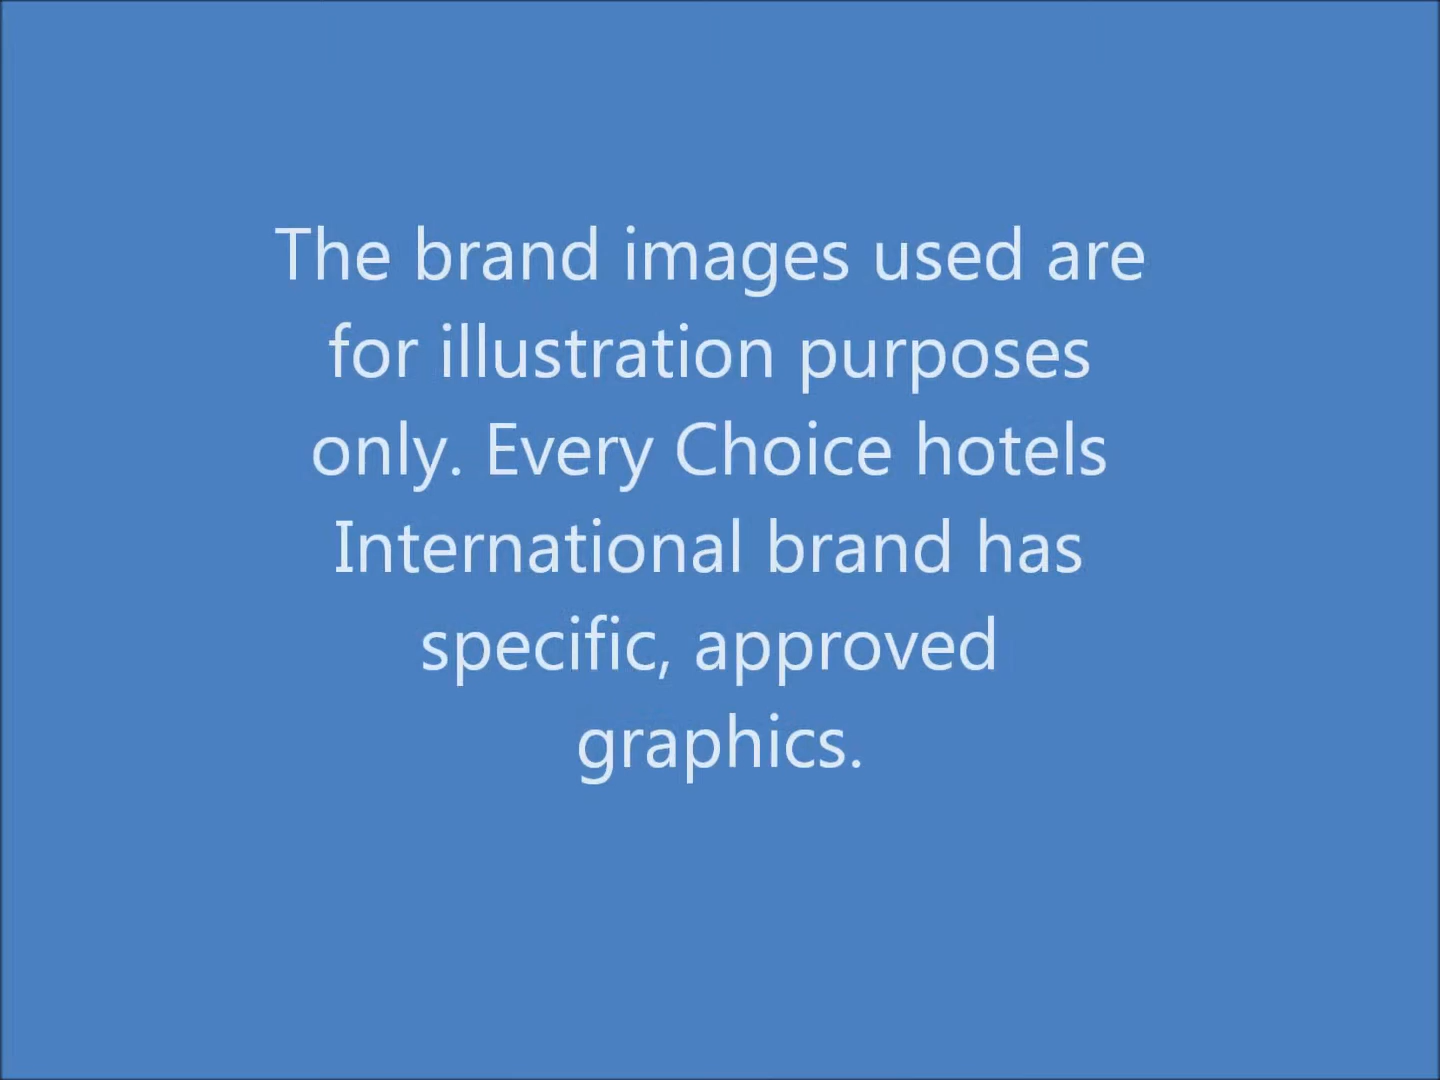 The brand images used are
for illustration purposes
only. Every Choice hotels
International brand has
specific, approved
graphics.